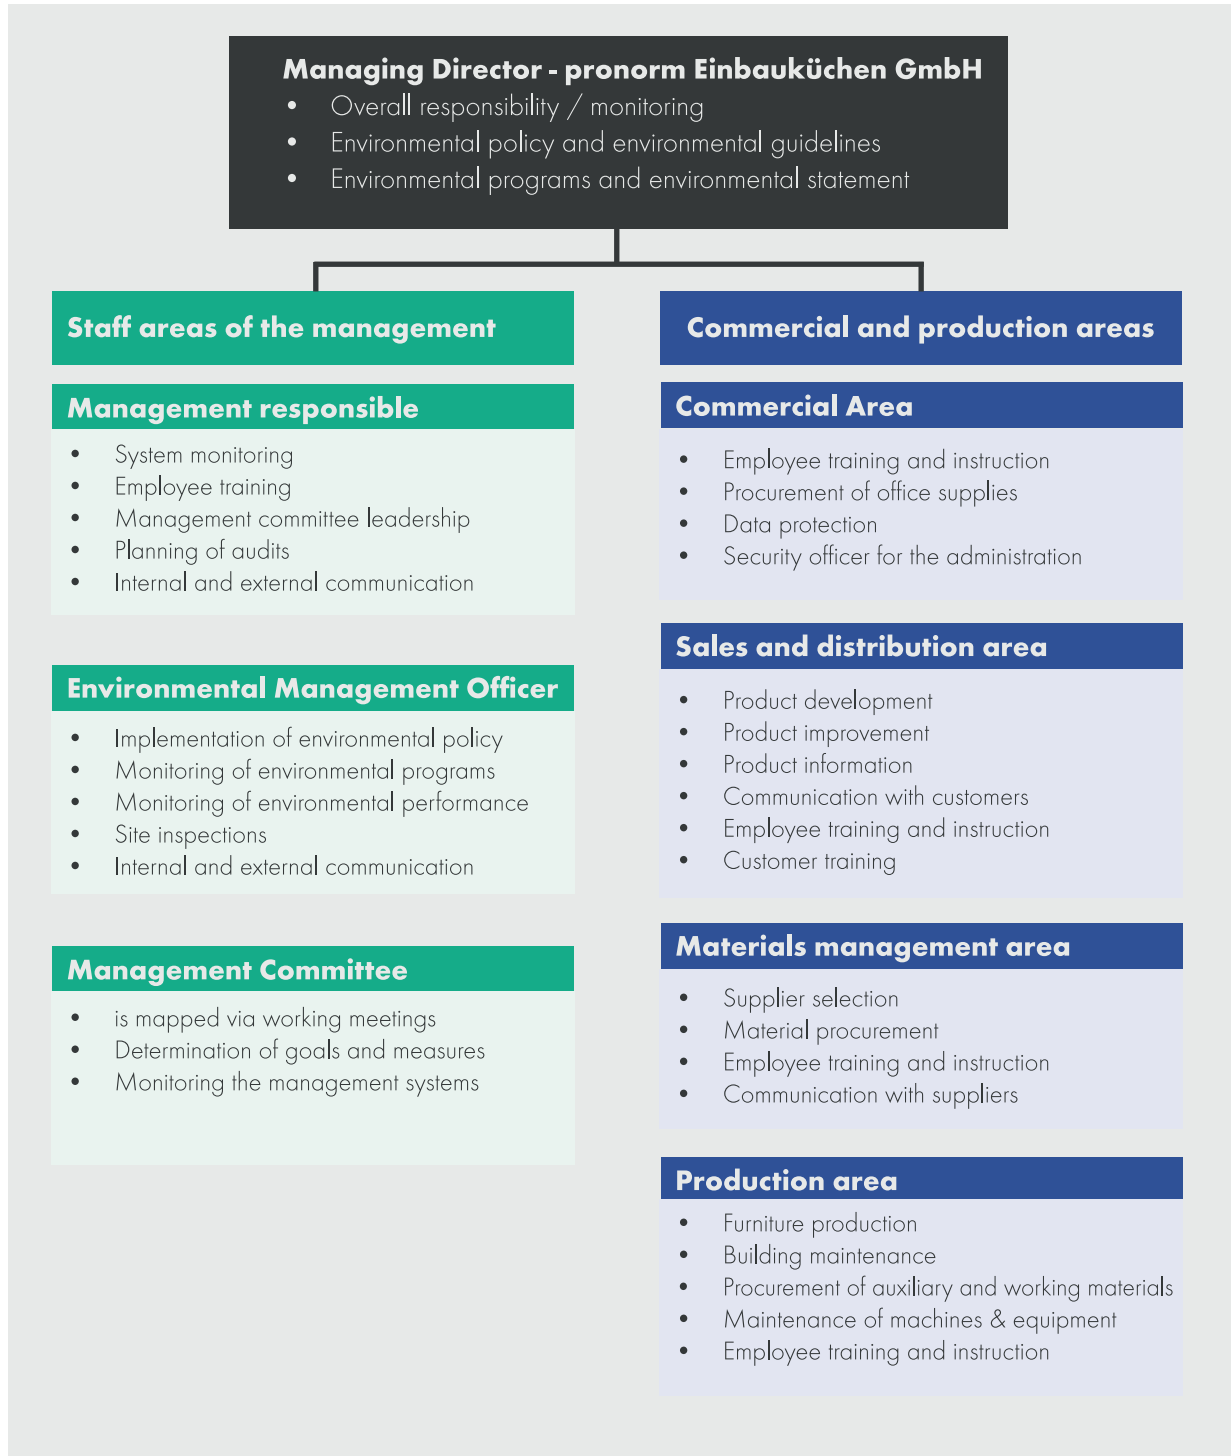 Managing Director - pronorm Einbauküchen GmbH
• Overall responsibility / monitoring
• Environmental policy and environmental guidelines
• Environmental programs and environmental statement
Staff areas of the management
Management responsible
• System monitoring
• Employee training
• Management committee leadership
• Planning of audits
• Internal and external communication
Environmental Management Officer
• Implementation of environmental policy
• Monitoring of environmental programs
• Monitoring of environmental performance
• Site inspections
• Internal and external communication
Management Committee
• is mapped via working meetings
• Determination of goals and measures
• Monitoring the management systems
Commercial and production areas
Commercial Area
• Employee training and instruction
• Procurement of office supplies
• Data protection
• Security officer for the administration
Sales and distribution area
• Product development
• Product improvement
• Product information
• Communication with customers
• Employee training and instruction
• Customer training
Materials management area
• Supplier selection
• Material procurement
• Employee training and instruction
• Communication with suppliers
Production area
• Furniture production
• Building maintenance
• Procurement of auxiliary and working materials
• Maintenance of machines & equipment
• Employee training and instruction